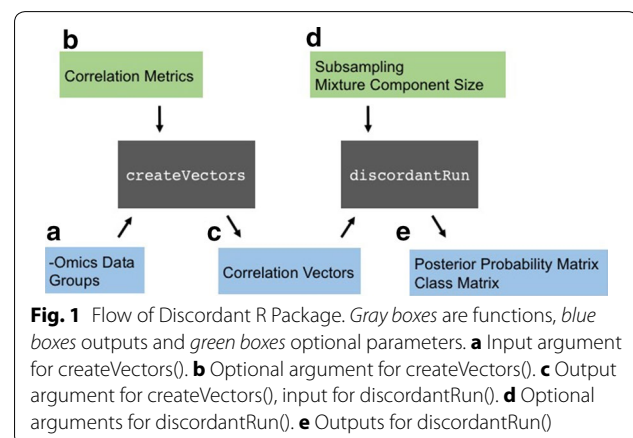 b
Correlation Metrics
d
Subsampling
Mixture Component Size
createVectors
discordantRun
a
-Omics Data
Groups
c
Correlation Vectors
e
Posterior Probability Matrix
Class Matrix
Fig. 1 Flow of Discordant R Package. Gray boxes are functions, blue
boxes outputs and green boxes optional parameters. a Input argument
for createVectors(). b Optional argument for createVectors(). c Output
argument for createVectors(), input for discordantRun(). d Optional
arguments for discordantRun(). e Outputs for discordantRun()